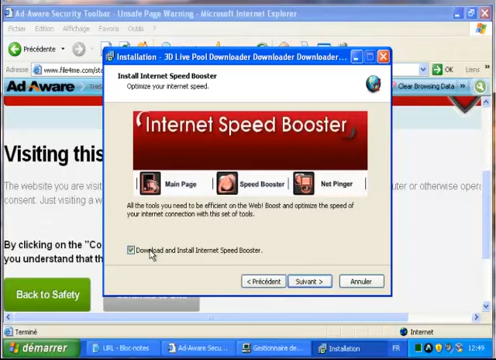 Ad-Aware Security Toolbar - Unsafe Page Warning - Microsoft Internet Explorer
Fichier Edition Affichage Favoris Outils ?
Précédente
Adresse www.file4me.com/sta OK Liens »
Ad Aware Clear Browsing Data »
Installation - 3D Live Pool Downloader Downloader Downloader...
Install Internet Speed Booster
Optimize your internet speed.
Internet Speed Booster
Main Page Speed Booster Net Pinger
All the tools you need to be efficient on the Web! Boost and optimize the speed of
your internet connection with this set of tools.
Download and Install Internet Speed Booster.
< Précédent Suivant > Annuler
Visiting this
The website you are visit
uter or otherwise opera
consent. Just visiting a w
By clicking on the "Co
you understand that th
Back to Safety
Terminé Internet
démarrer URL - Bloc-notes Ad-Aware Secu... Gestionnaire de... Installation FR 12:49